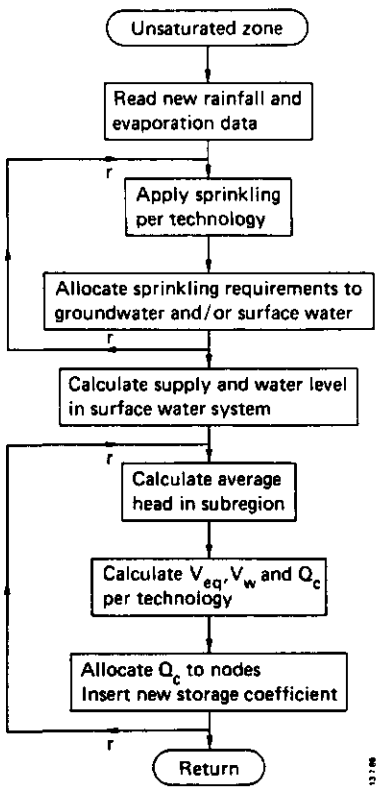 Unsaturated zone
Read new rainfall and
evaporation data
r
Apply sprinkling
per technology
Allocate sprinkling requirements to
groundwater and/or surface water
r
Calculate supply and water level
in surface water system
r
Calculate average
head in subregion
Calculate V_eq, V_w and Q_c
per technology
Allocate Q_c to nodes
Insert new storage coefficient
r
Return